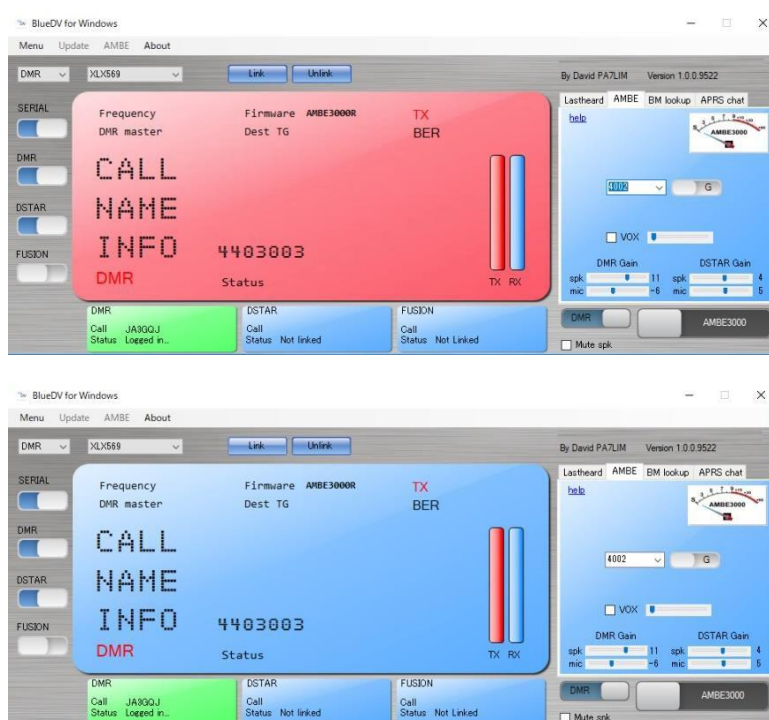 BlueDV for Windows
Menu Update AMBE About
DMR XLX569 Link Unlink By David PA7LIM Version 1.0.0.9522
Lastheard AMBE BM lookup APRS chat
SERIAL
Frequency Firmware AMBE3000R TX
DMR master Dest TG BER
help
AMBE3000
DMR
CALL
4002 G
DSTAR
NAME
VOX
FUSION
INFO 4403003
DMR Gain DSTAR Gain
DMR Status TX RX
spk 11 spk 4
mic -6 mic 5
DMR DSTAR FUSION
Call JA3GQJ Call Call
Status Logged in... Status Not linked Status Not Linked
DMR AMBE3000
Mute spk
BlueDV for Windows
Menu Update AMBE About
DMR XLX569 Link Unlink By David PA7LIM Version 1.0.0.9522
Lastheard AMBE BM lookup APRS chat
SERIAL
Frequency Firmware AMBE3000R TX
DMR master Dest TG BER
help
AMBE3000
DMR
CALL
4002 G
DSTAR
NAME
VOX
FUSION
INFO 4403003
DMR Gain DSTAR Gain
DMR Status TX RX
spk 11 spk 4
mic -6 mic 5
DMR DSTAR FUSION
Call JA3GQJ Call Call
Status Logged in... Status Not linked Status Not Linked
DMR AMBE3000
Mute spk